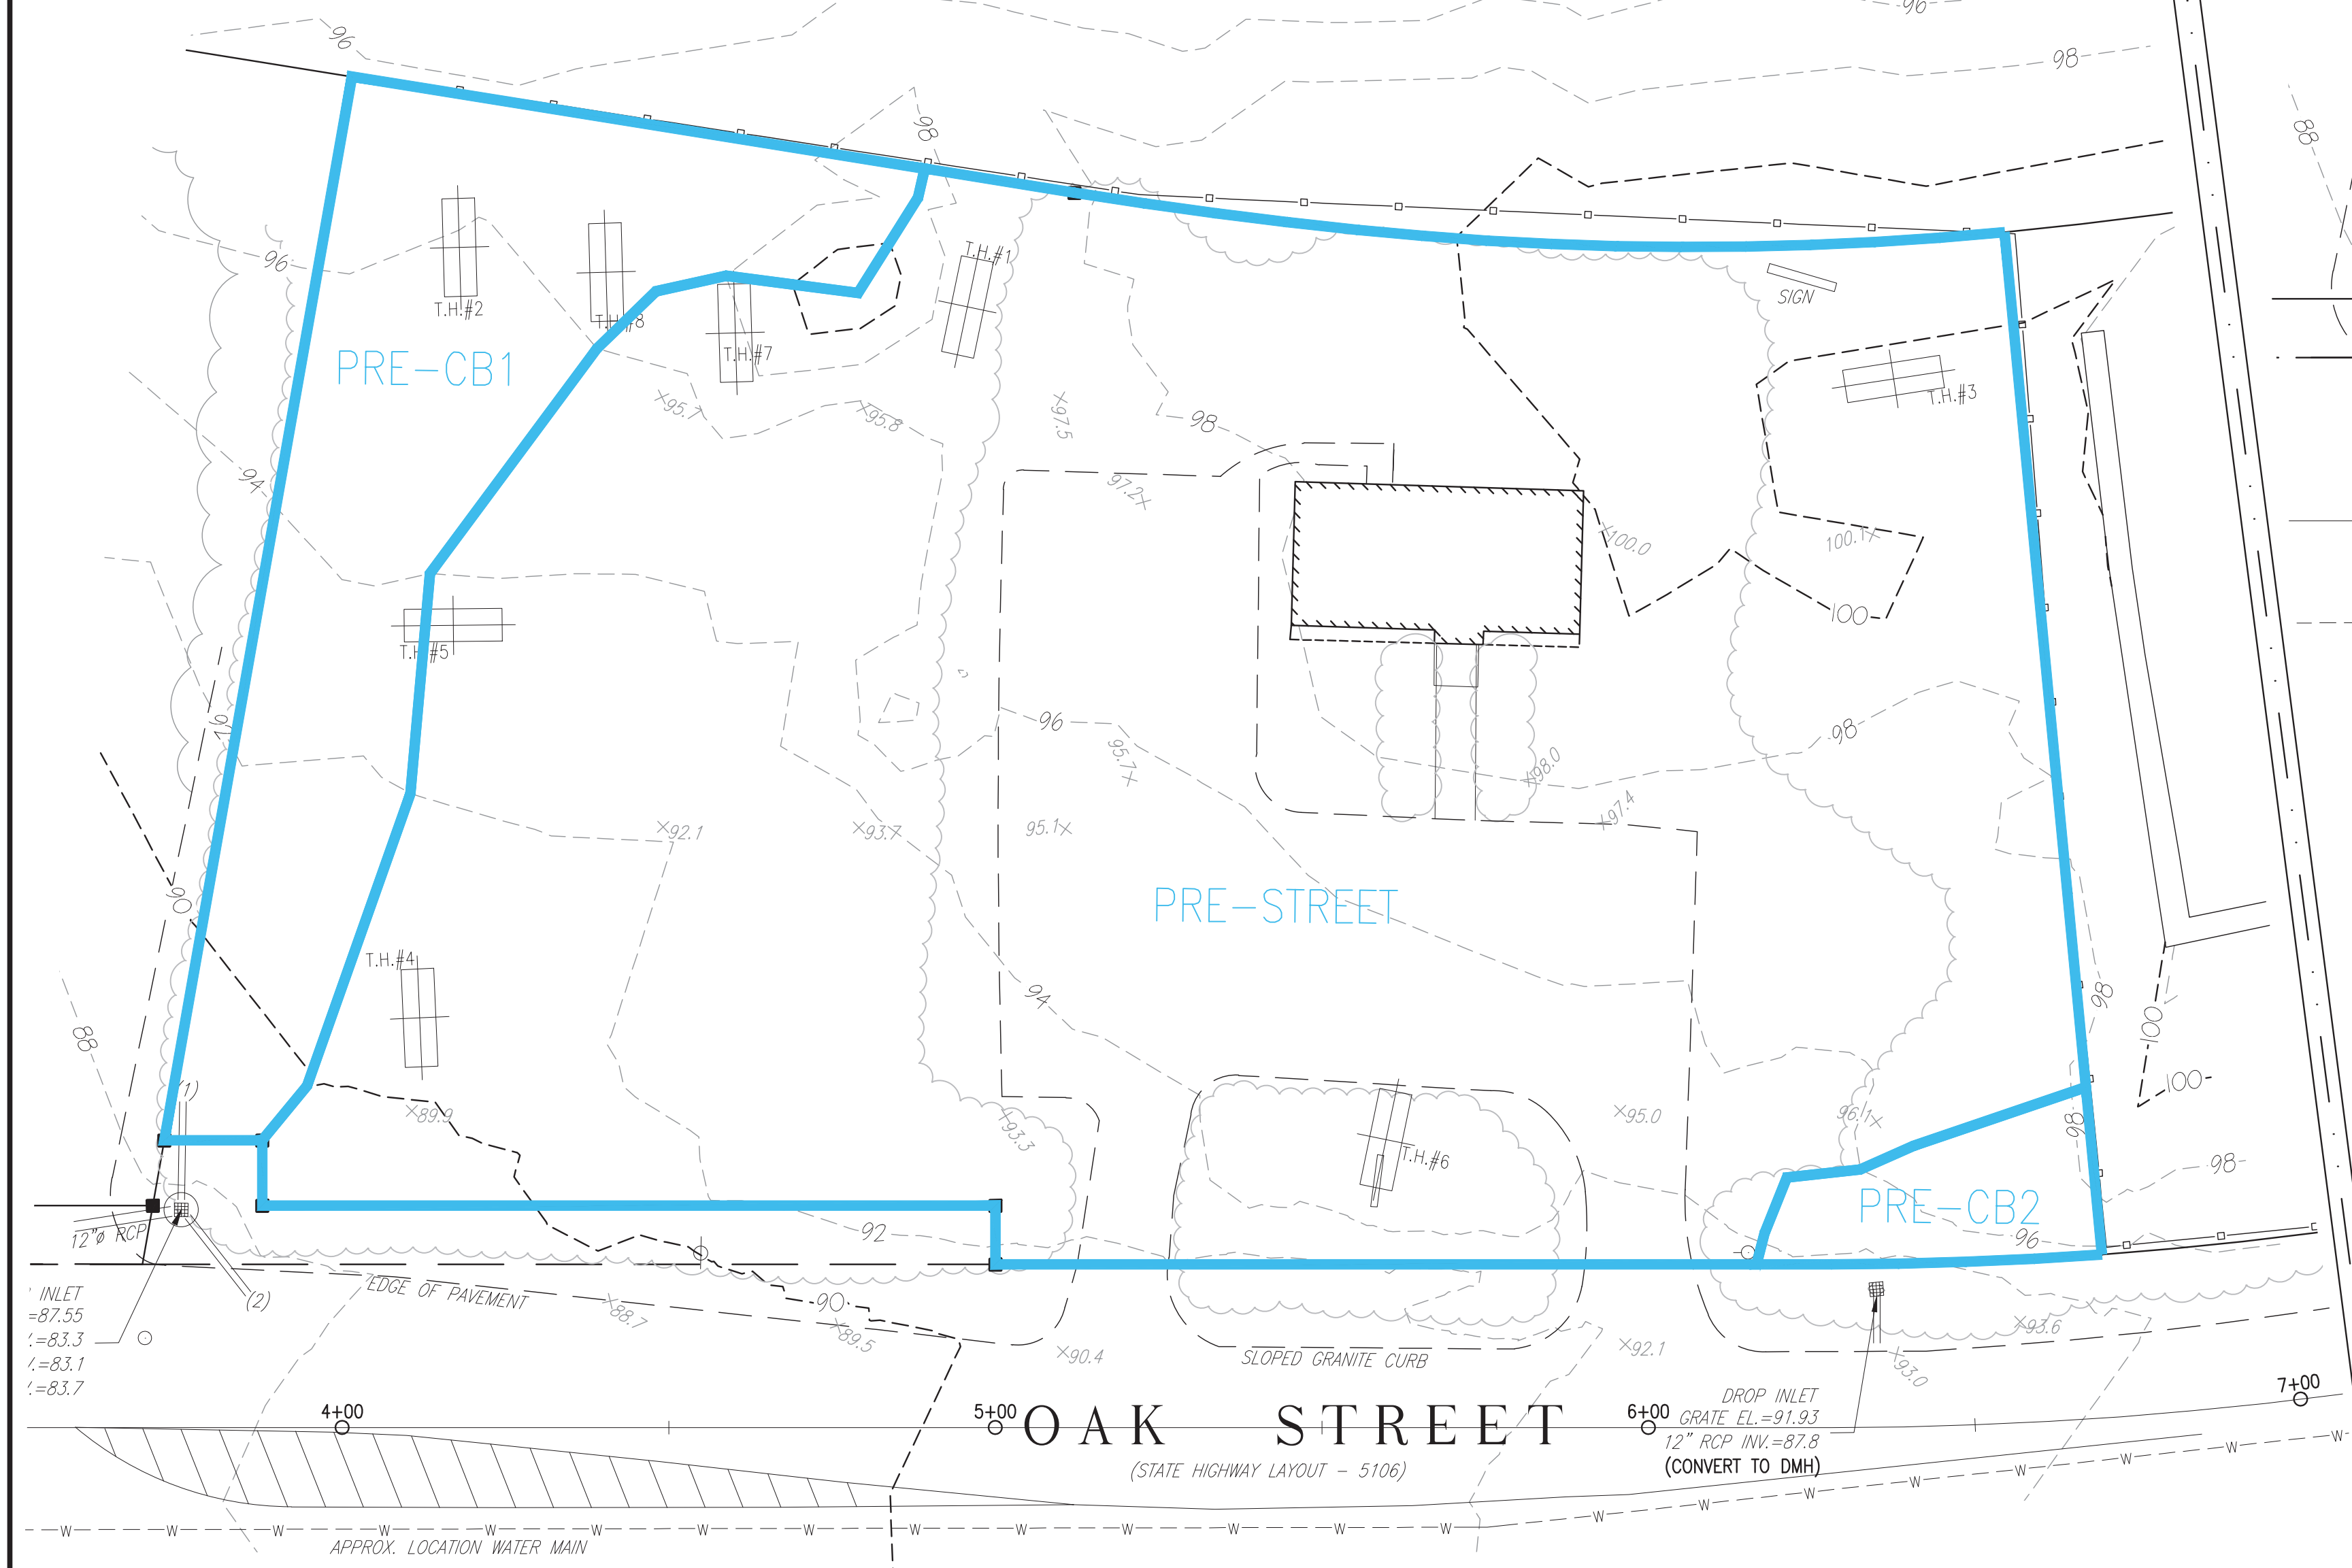 96
96
98
98
88
T.H.#1
96
T.H.#2
T.H.#8
T.H.#7
SIGN
PRE-CB1
T.H.#3
95.7
95.8
97.5
98
94
97.2
100.0
100.1
100
T.H.#5
92
96
98
95.7
98.0
97.4
92.1
93.7
95.1
90
PRE-STREET
T.H.#4
94
98
100
88
(1)
89.9
93.3
95.0
96.1
100
98
T.H.#6
98
PRE-CB2
92
96
12"ø RCP
(2)
EDGE OF PAVEMENT
INLET
=87.55
.=83.3
.=83.1
.=83.7
88.7
90
89.5
90.4
SLOPED GRANITE CURB
92.1
93.6
93.0
4+00
5+00
OAK STREET
6+00
7+00
(STATE HIGHWAY LAYOUT - 5106)
DROP INLET
GRATE EL.=91.93
12" RCP INV.=87.8
(CONVERT TO DMH)
W W W W W W W W W W W W W W W W W W W W W W
APPROX. LOCATION WATER MAIN